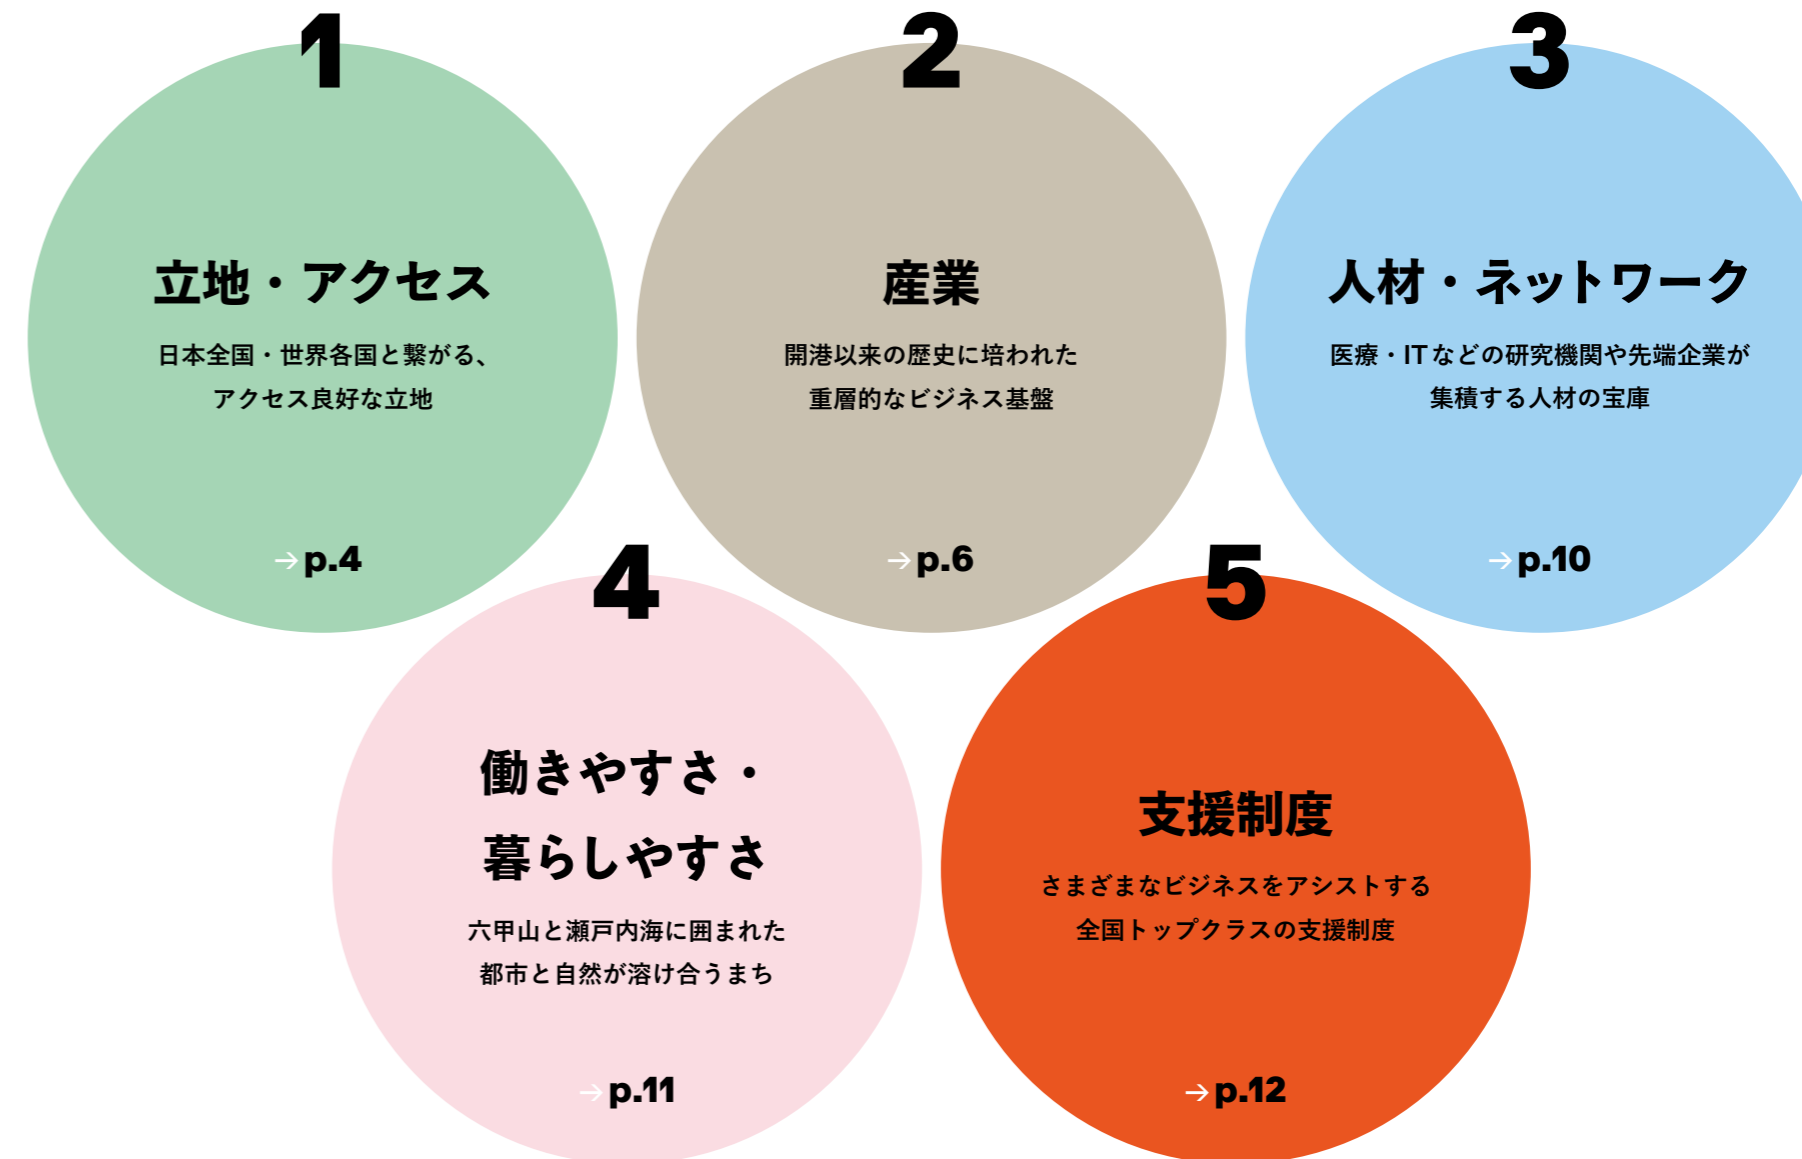 1
立地・アクセス
日本全国・世界各国と繋がる、
アクセス良好な立地
→p.4
2
産業
開港以来の歴史に培われた
重層的なビジネス基盤
→p.6
3
人材・ネットワーク
医療・ITなどの研究機関や先端企業が
集積する人材の宝庫
→p.10
4
働きやすさ・
暮らしやすさ
六甲山と瀬戸内海に囲まれた
都市と自然が溶け合うまち
→p.11
5
支援制度
さまざまなビジネスをアシストする
全国トップクラスの支援制度
→p.12